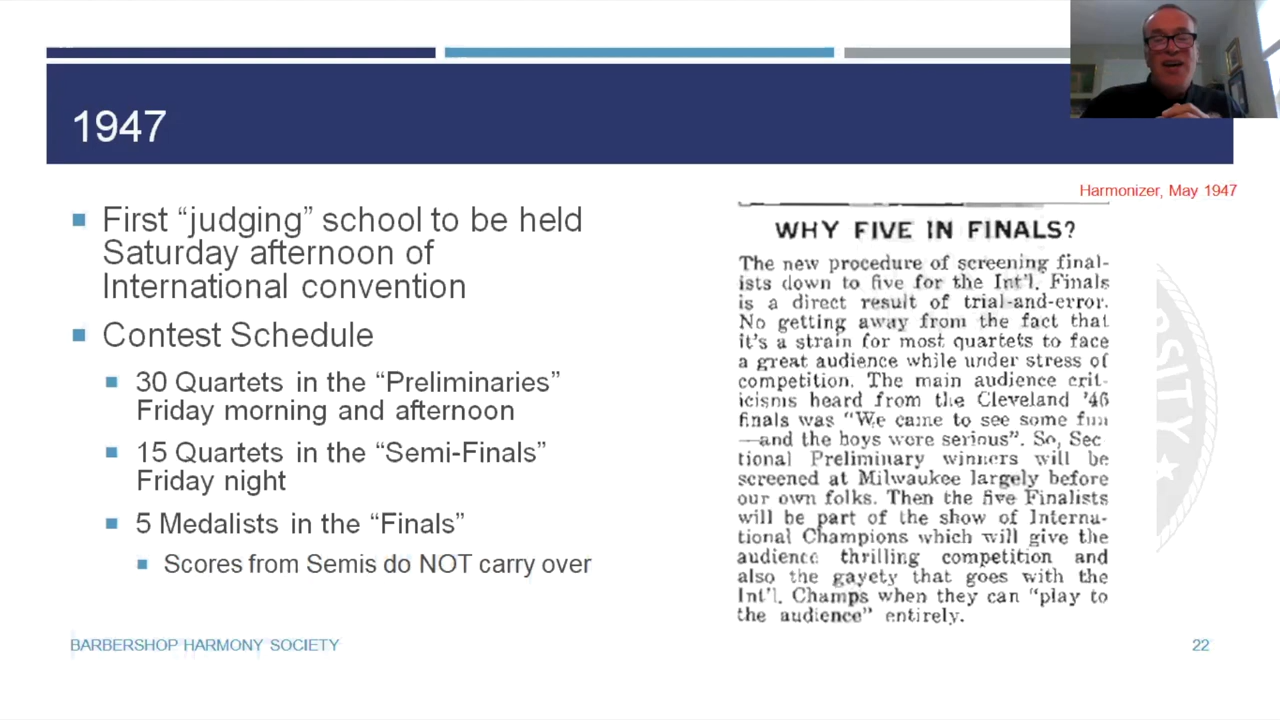 1947
First “judging” school to be held
Saturday afternoon of
International convention
Contest Schedule
30 Quartets in the “Preliminaries”
Friday morning and afternoon
15 Quartets in the “Semi-Finals”
Friday night
5 Medalists in the “Finals”
Scores from Semis do NOT carry over
Harmonizer, May 1947
WHY FIVE IN FINALS?
The new procedure of screening final-
ists down to five for the Int'l. Finals
is a direct result of trial-and-error.
No getting away from the fact that
it's a strain for most quartets to face
a great audience while under stress of
competition. The main audience crit-
icisms heard from the Cleveland '46
finals was "We came to see some fun
—and the boys were serious". So, Sec
tional Preliminary winners will be
screened at Milwaukee largely before
our own folks. Then the five Finalists
will be part of the show of Interna-
tional Champions which will give the
audience thrilling competition and
also the gayety that goes with the
Int'l. Champs when they can "play to
the audience" entirely.
SITY
BARBERSHOP HARMONY SOCIETY
22